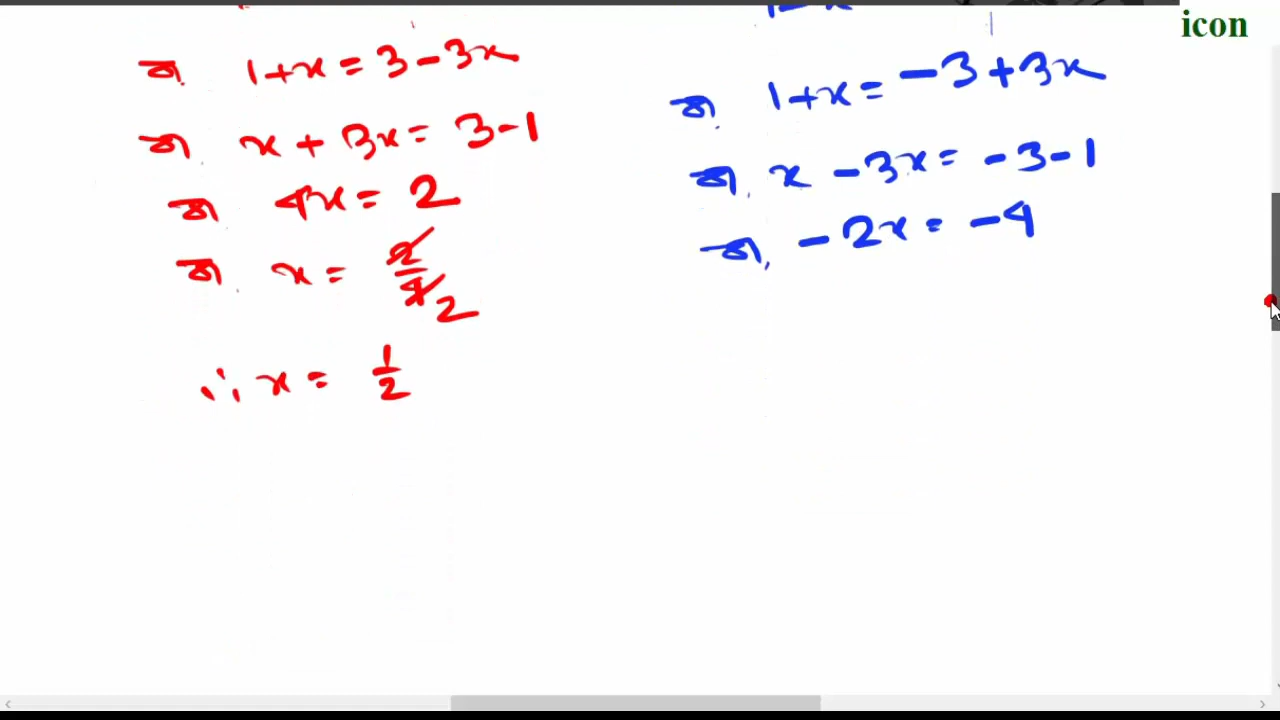 icon
বা, 1+x = 3-3x
বা, x + 3x = 3-1
বা, 4x = 2
বা, x = 2/4 2
∴ x = 1/2
বা, 1+x = -3+3x
বা, x -3x = -3-1
বা, -2x = -4